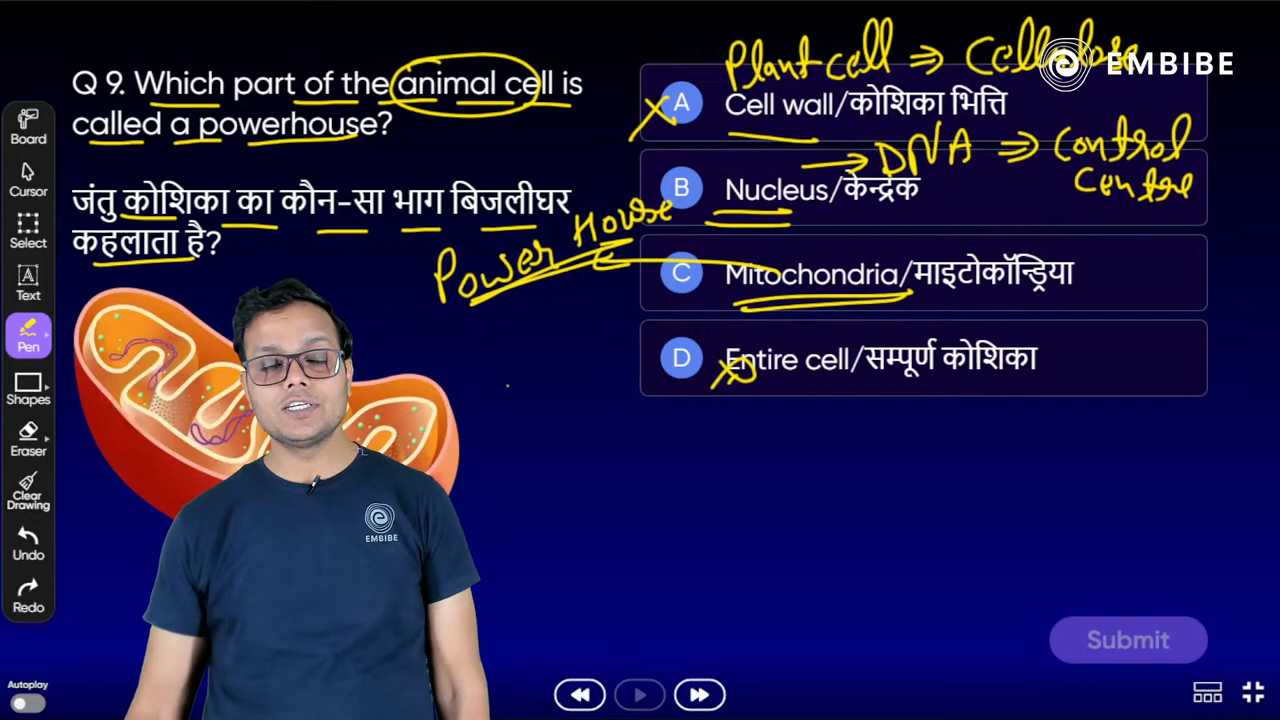 Plant cell ⇒ Cellulose
EMBIBE
Q 9. Which part of the animal cell is
called a powerhouse?
जंतु कोशिका का कौन-सा भाग बिजलीघर
कहलाता है?
A Cell wall/कोशिका भित्ति
→ DNA ⇒ Control
Centre
B Nucleus/केन्द्रक
Power House
C Mitochondria/माइटोकॉन्ड्रिया
D Entire cell/सम्पूर्ण कोशिका
Board
Cursor
Select
Text
Pen
Shapes
Eraser
Clear
Drawing
Undo
Redo
EMBIBE
Submit
Autoplay